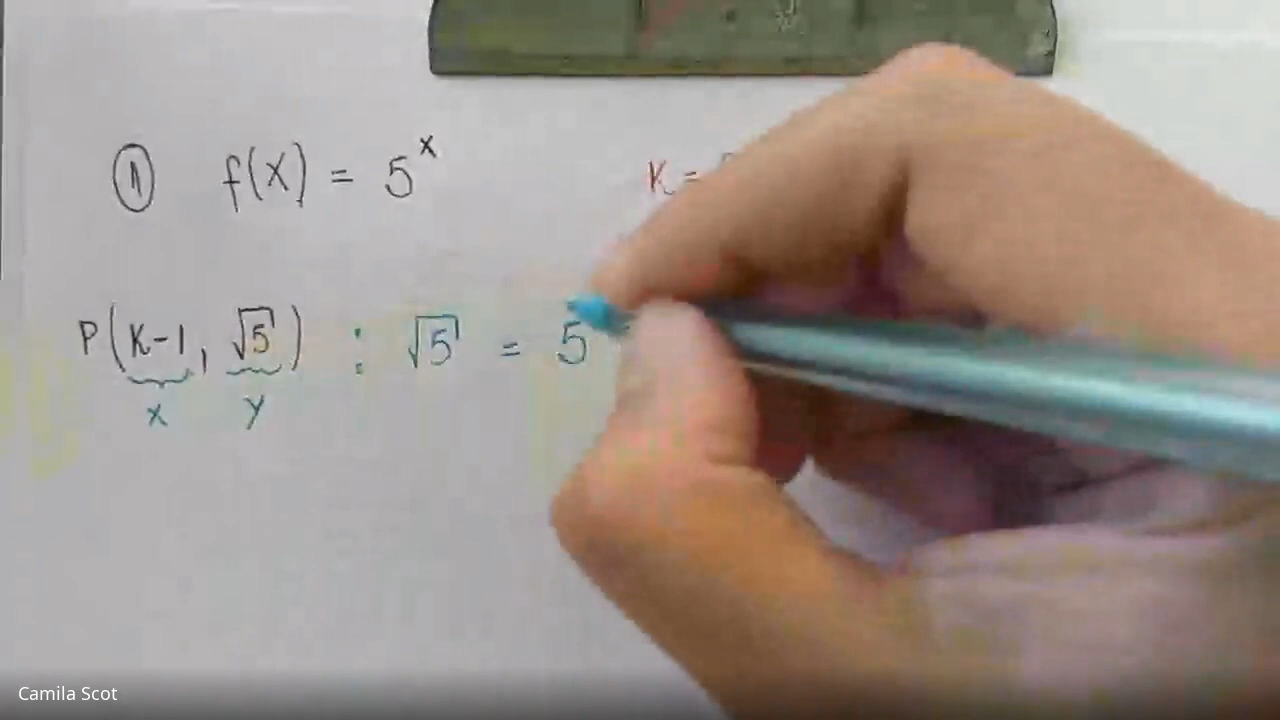 ① f(x) = 5^x K =
P(K-1, √5) : √5 = 5
x y
Camila Scot